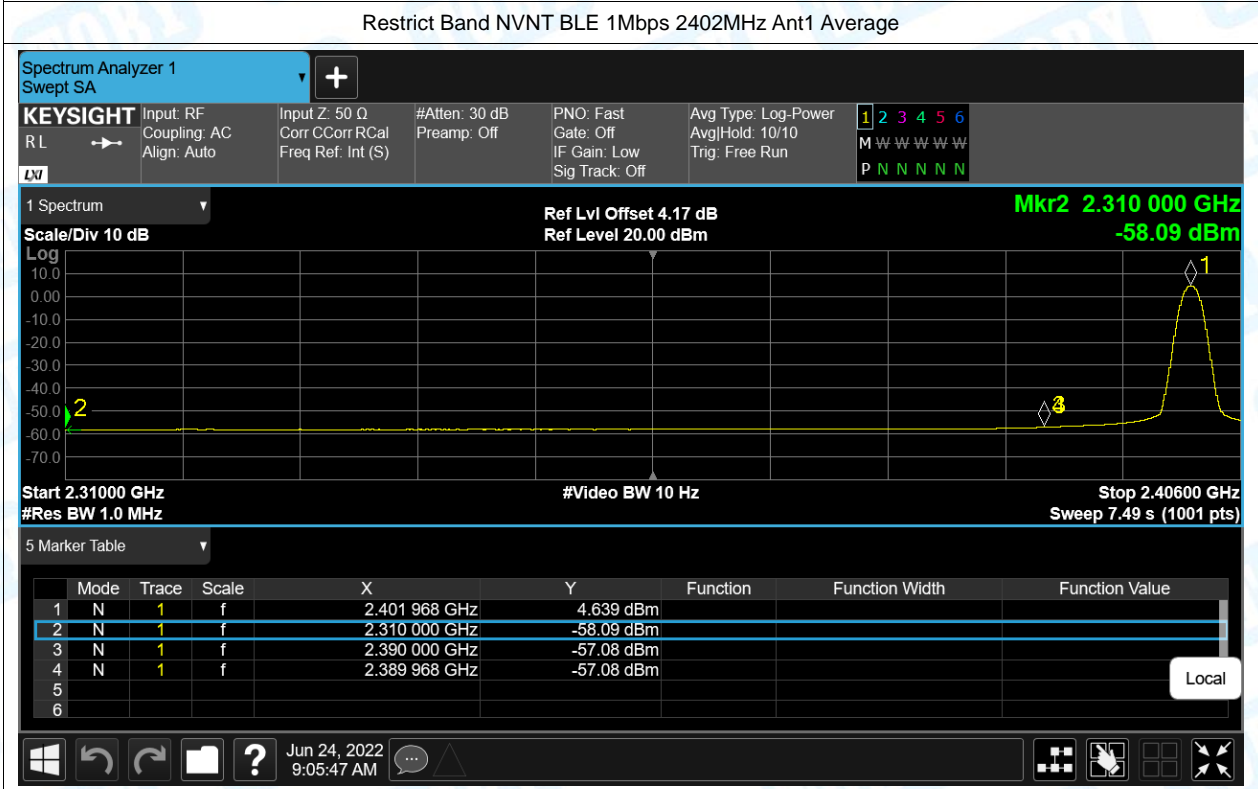 Restrict Band NVNT BLE 1Mbps 2402MHz Ant1 Average
Spectrum Analyzer 1
Swept SA
KEYSIGHT
RL
LXI
Input: RF
Coupling: AC
Align: Auto
Input Z: 50 Ω
Corr CCorr RCal
Freq Ref: Int (S)
#Atten: 30 dB
Preamp: Off
PNO: Fast
Gate: Off
IF Gain: Low
Sig Track: Off
Avg Type: Log-Power
Avg|Hold: 10/10
Trig: Free Run
1 2 3 4 5 6
M W W W W W
P N N N N N
1 Spectrum
Scale/Div 10 dB
Ref Lvl Offset 4.17 dB
Ref Level 20.00 dBm
Mkr2 2.310 000 GHz
-58.09 dBm
Log
10.0
0.00
-10.0
-20.0
-30.0
-40.0
-50.0
-60.0
-70.0
1
2
3
Start 2.31000 GHz
#Res BW 1.0 MHz
#Video BW 10 Hz
Stop 2.40600 GHz
Sweep 7.49 s (1001 pts)
5 Marker Table
Mode Trace Scale X Y Function Function Width Function Value
1 N 1 f 2.401 968 GHz 4.639 dBm
2 N 1 f 2.310 000 GHz -58.09 dBm
3 N 1 f 2.390 000 GHz -57.08 dBm
4 N 1 f 2.389 968 GHz -57.08 dBm
5
6
Local
?
Jun 24, 2022
9:05:47 AM